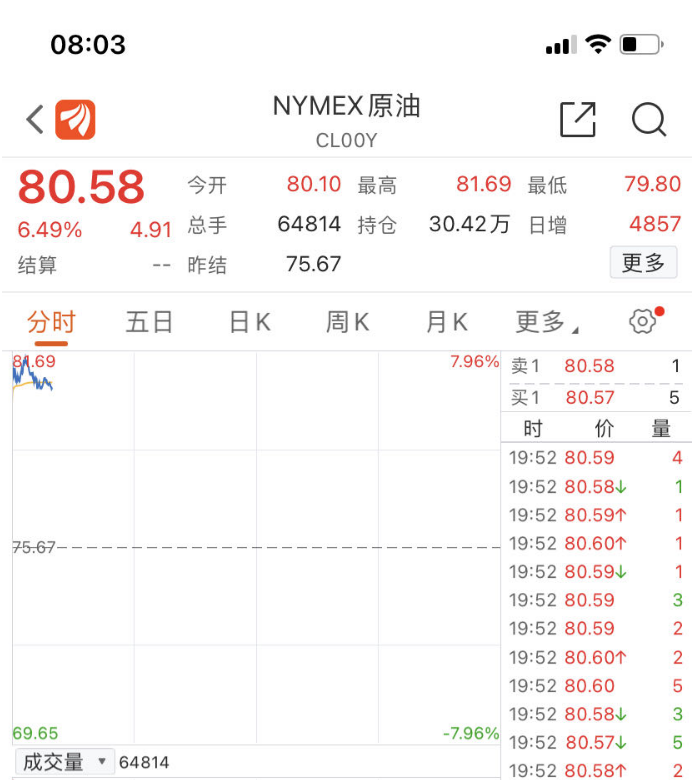 08:03
NYMEX原油
CL00Y
80.58 今开 80.10 最高 81.69 最低 79.80
6.49% 4.91 总手 64814 持仓 30.42万 日增 4857
结算 -- 昨结 75.67 更多
分时 五日 日K 周K 月K 更多
81.69 7.96%
75.67
69.65 -7.96%
成交量 64814
卖1 80.58 1
买1 80.57 5
时 价 量
19:52 80.59 4
19:52 80.58↓ 1
19:52 80.59↑ 1
19:52 80.60↑ 1
19:52 80.59↓ 1
19:52 80.59 3
19:52 80.59 2
19:52 80.60↑ 2
19:52 80.60 5
19:52 80.58↓ 3
19:52 80.57↓ 5
19:52 80.58↑ 2